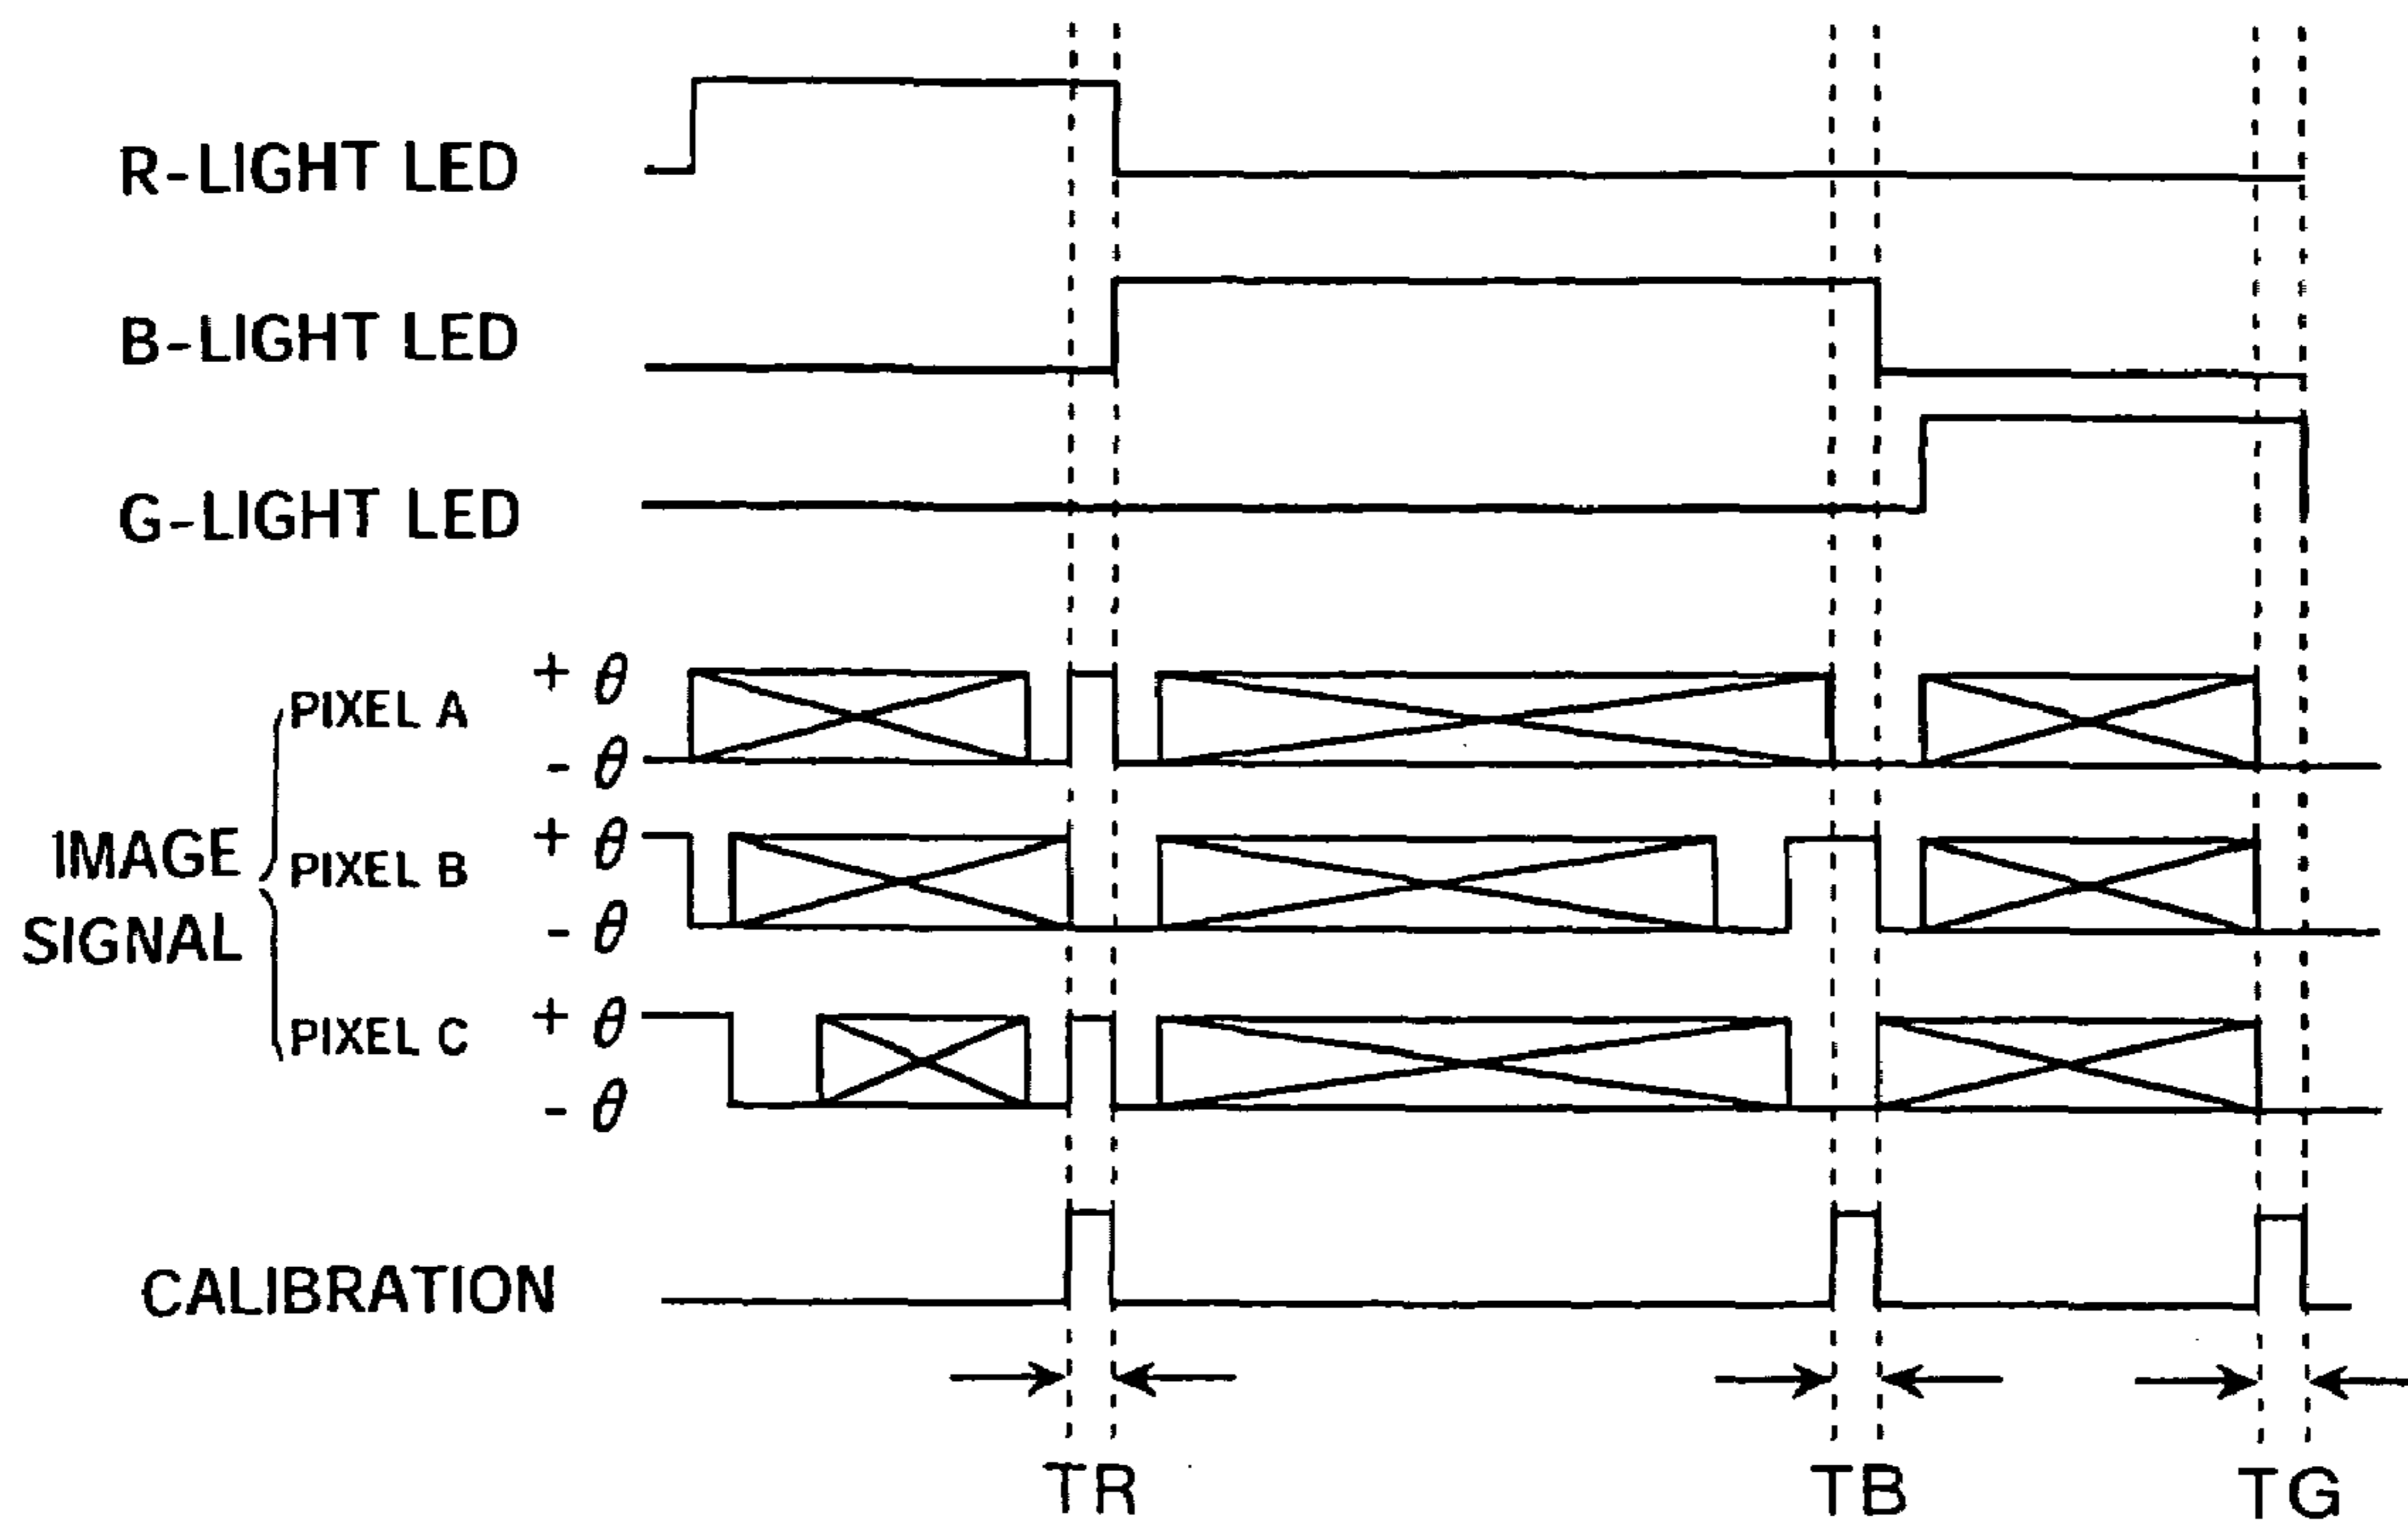 R-LIGHT LED
B-LIGHT LED
G-LIGHT LED
IMAGE SIGNAL
PIXEL A
+ θ
- θ
PIXEL B
+ θ
- θ
PIXEL C
+ θ
- θ
CALIBRATION
TR
TB
TG